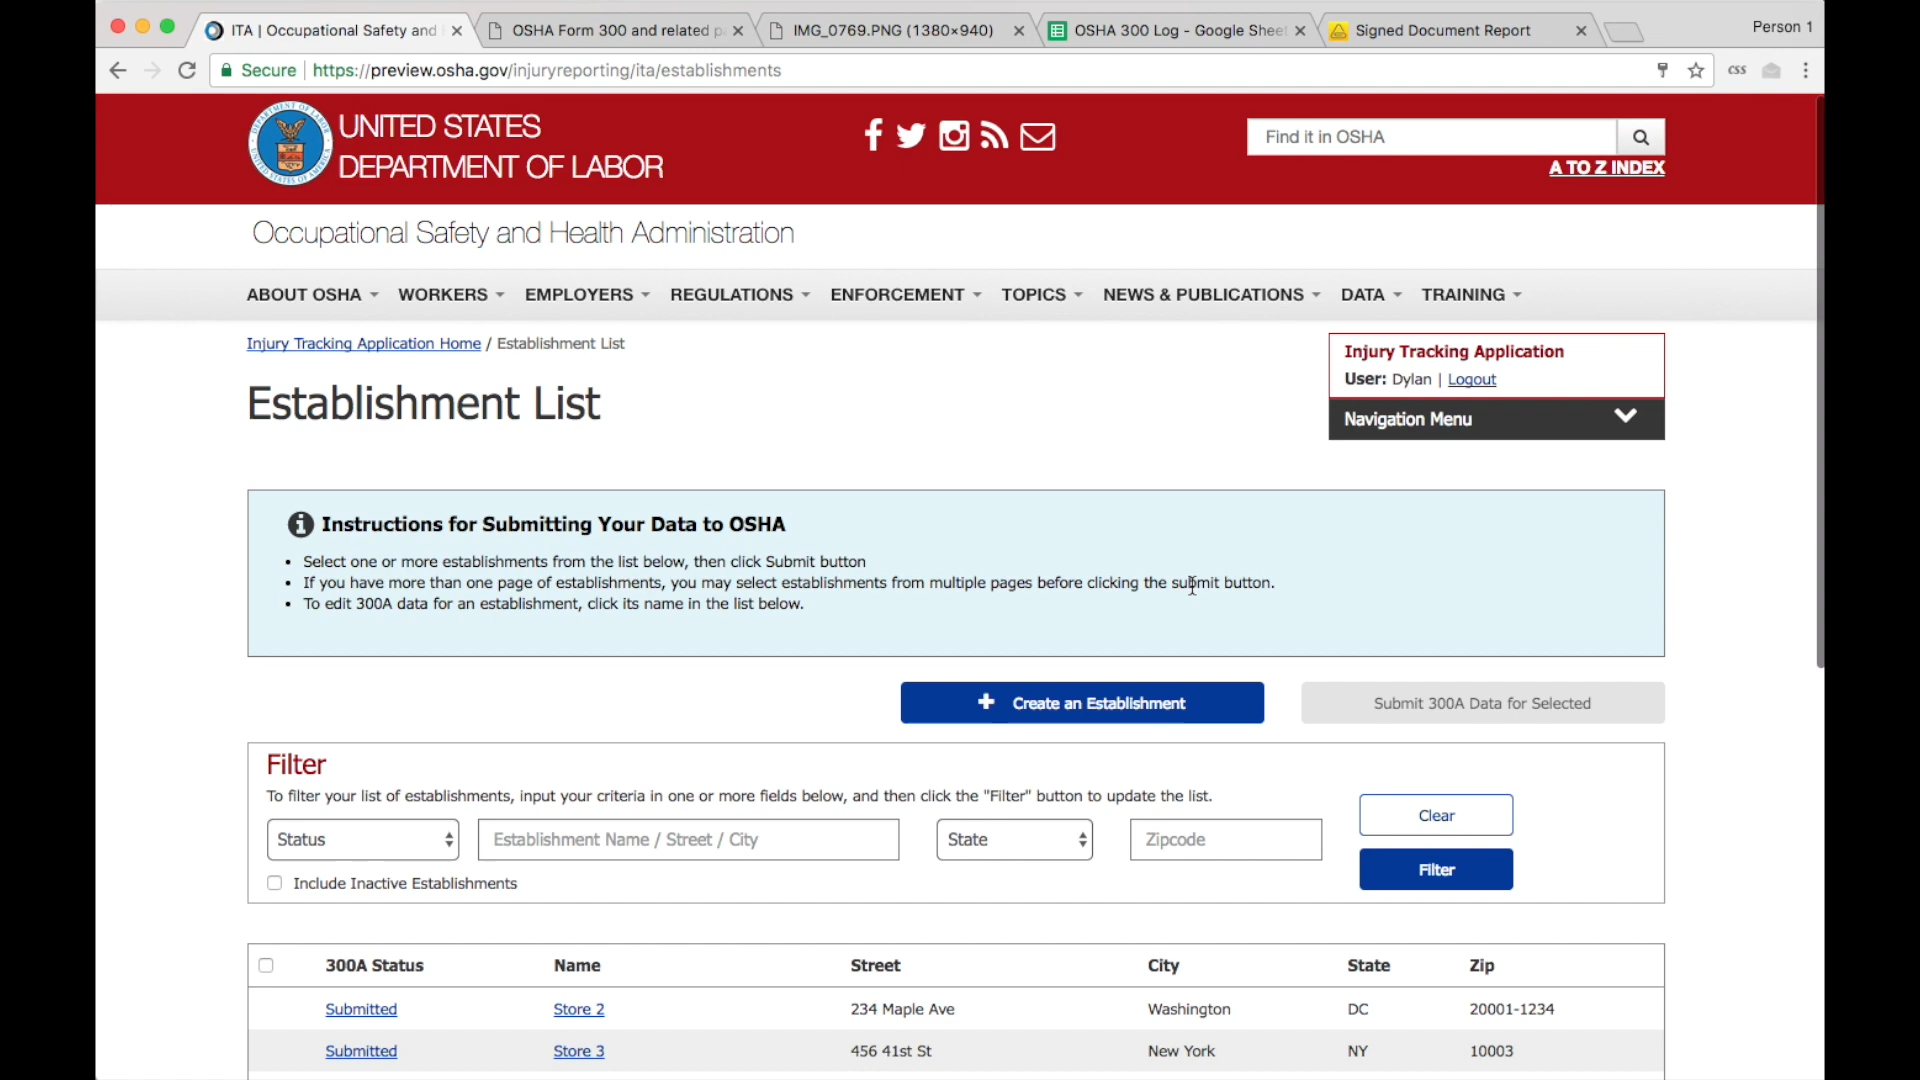 ITA | Occupational Safety and
OSHA Form 300 and related p
IMG_0769.PNG (1380×940)
OSHA 300 Log - Google Sheet
Signed Document Report
Person 1
Secure
https://preview.osha.gov/injuryreporting/ita/establishments
css
UNITED STATES
DEPARTMENT OF LABOR
Find it in OSHA
A TO Z INDEX
Occupational Safety and Health Administration
ABOUT OSHA WORKERS EMPLOYERS REGULATIONS ENFORCEMENT TOPICS NEWS & PUBLICATIONS DATA TRAINING
Injury Tracking Application Home / Establishment List
Injury Tracking Application
User: Dylan | Logout
Navigation Menu
Establishment List
Instructions for Submitting Your Data to OSHA
• Select one or more establishments from the list below, then click Submit button
• If you have more than one page of establishments, you may select establishments from multiple pages before clicking the submit button.
• To edit 300A data for an establishment, click its name in the list below.
Create an Establishment
Submit 300A Data for Selected
Filter
To filter your list of establishments, input your criteria in one or more fields below, and then click the "Filter" button to update the list.
Status
Establishment Name / Street / City
State
Zipcode
Clear
Filter
Include Inactive Establishments
300A Status Name Street City State Zip
Submitted Store 2 234 Maple Ave Washington DC 20001-1234
Submitted Store 3 456 41st St New York NY 10003